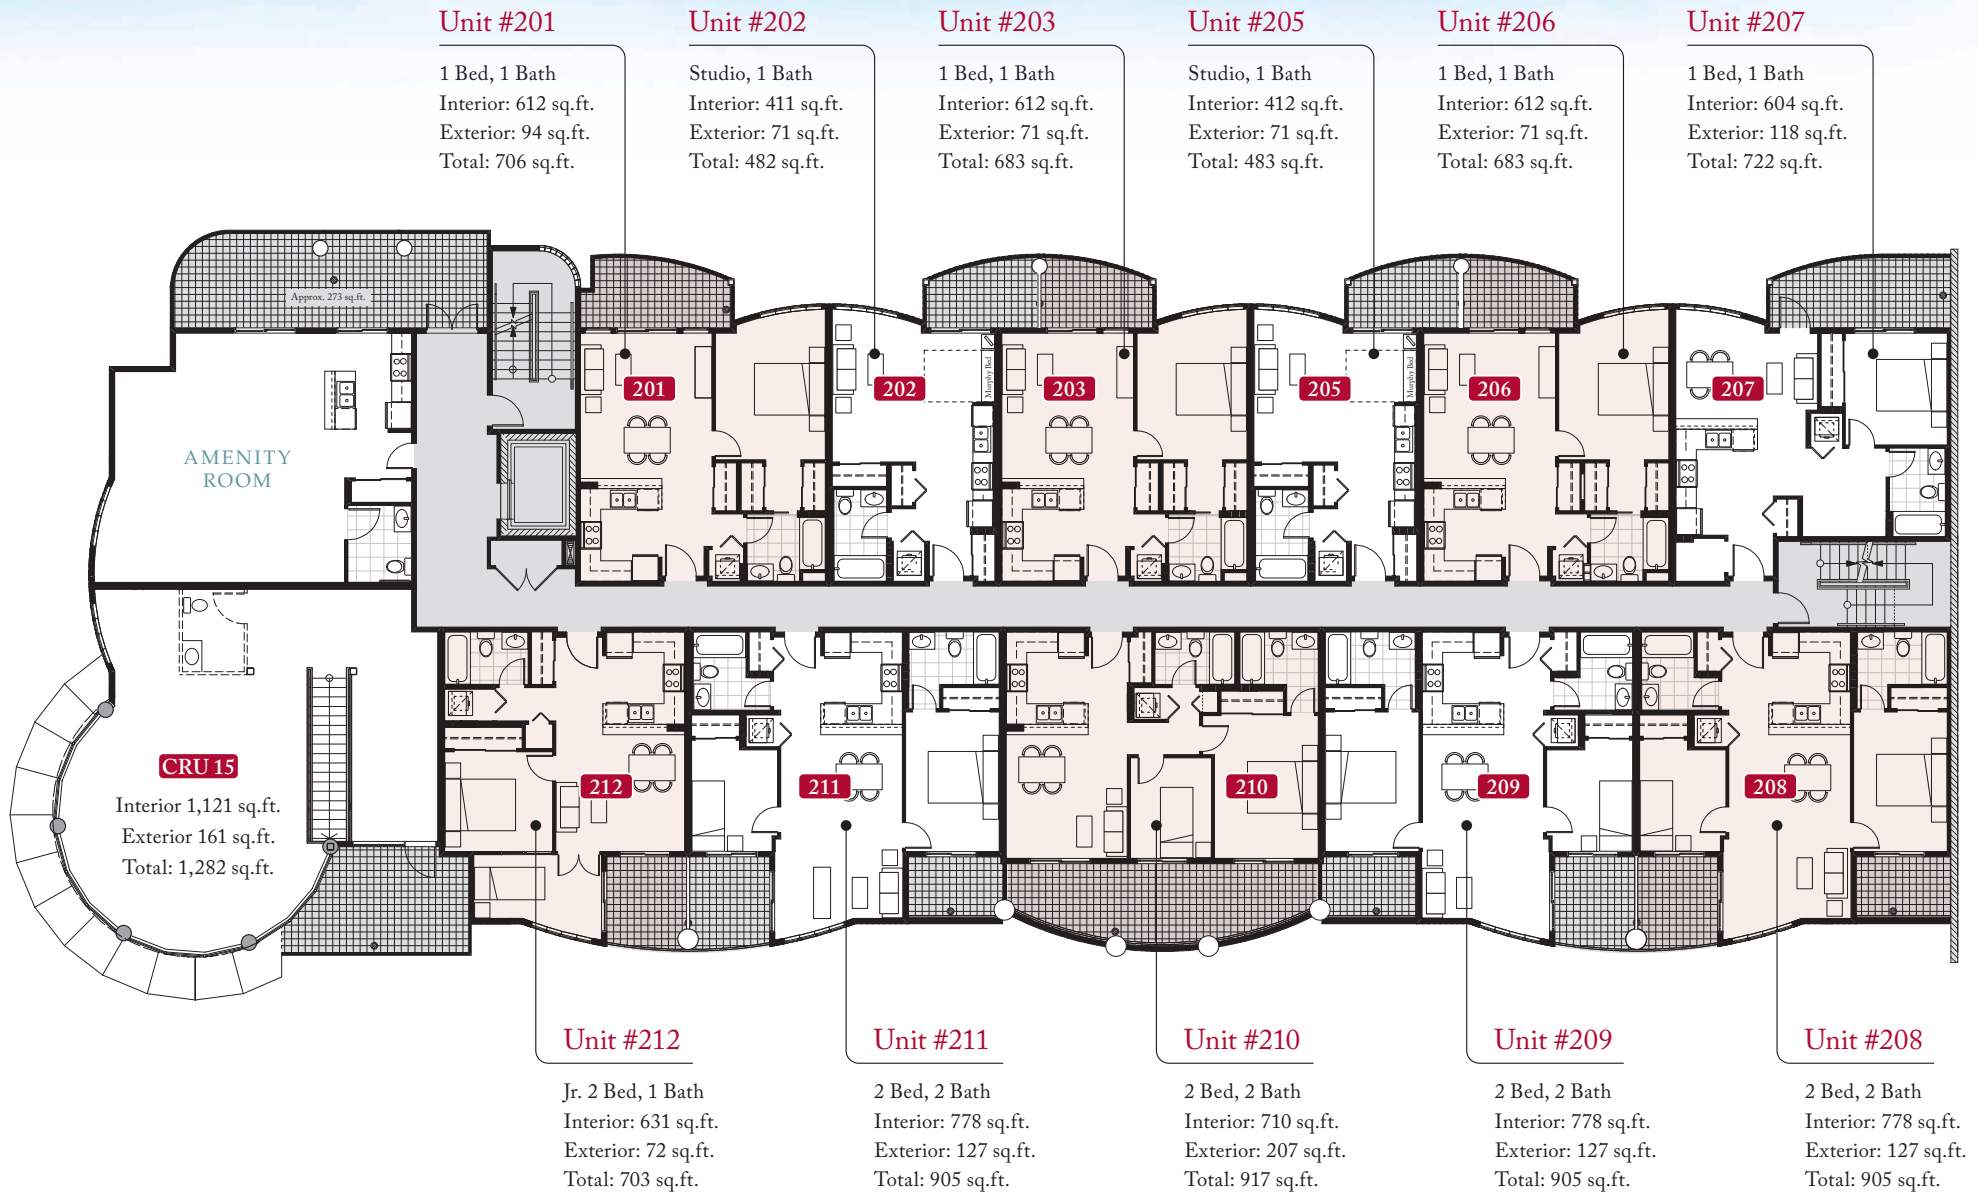 Unit #201
1 Bed, 1 Bath
Interior: 612 sq.ft.
Exterior: 94 sq.ft.
Total: 706 sq.ft.
Unit #202
Studio, 1 Bath
Interior: 411 sq.ft.
Exterior: 71 sq.ft.
Total: 482 sq.ft.
Unit #203
1 Bed, 1 Bath
Interior: 612 sq.ft.
Exterior: 71 sq.ft.
Total: 683 sq.ft.
Unit #205
Studio, 1 Bath
Interior: 412 sq.ft.
Exterior: 71 sq.ft.
Total: 483 sq.ft.
Unit #206
1 Bed, 1 Bath
Interior: 612 sq.ft.
Exterior: 71 sq.ft.
Total: 683 sq.ft.
Unit #207
1 Bed, 1 Bath
Interior: 604 sq.ft.
Exterior: 118 sq.ft.
Total: 722 sq.ft.
Approx. 273 sq.ft.
AMENITY
ROOM
201
202
Murphy Bed
203
205
Murphy Bed
206
207
CRU 15
Interior 1,121 sq.ft.
Exterior 161 sq.ft.
Total: 1,282 sq.ft.
212
211
210
209
208
Unit #212
Jr. 2 Bed, 1 Bath
Interior: 631 sq.ft.
Exterior: 72 sq.ft.
Total: 703 sq.ft.
Unit #211
2 Bed, 2 Bath
Interior: 778 sq.ft.
Exterior: 127 sq.ft.
Total: 905 sq.ft.
Unit #210
2 Bed, 2 Bath
Interior: 710 sq.ft.
Exterior: 207 sq.ft.
Total: 917 sq.ft.
Unit #209
2 Bed, 2 Bath
Interior: 778 sq.ft.
Exterior: 127 sq.ft.
Total: 905 sq.ft.
Unit #208
2 Bed, 2 Bath
Interior: 778 sq.ft.
Exterior: 127 sq.ft.
Total: 905 sq.ft.